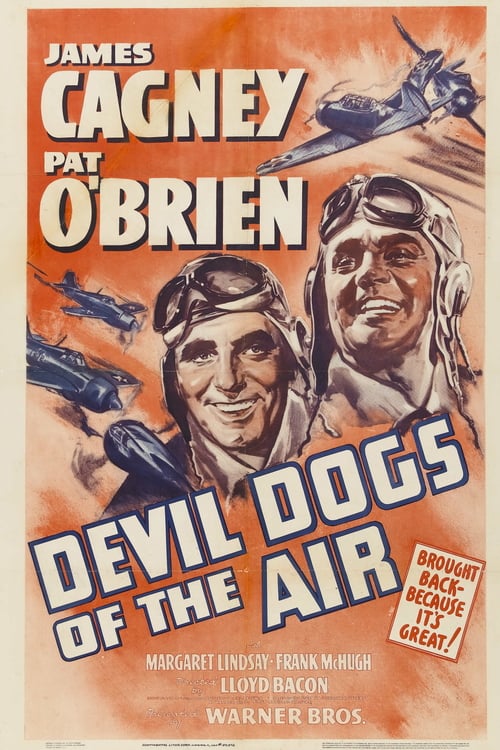 JAMES
CAGNEY
PAT
O'BRIEN
DEVIL DOGS
OF THE AIR
BROUGHT
BACK-
BECAUSE
IT'S
GREAT!
MARGARET LINDSAY · FRANK McHUGH
LLOYD BACON
WARNER BROS.